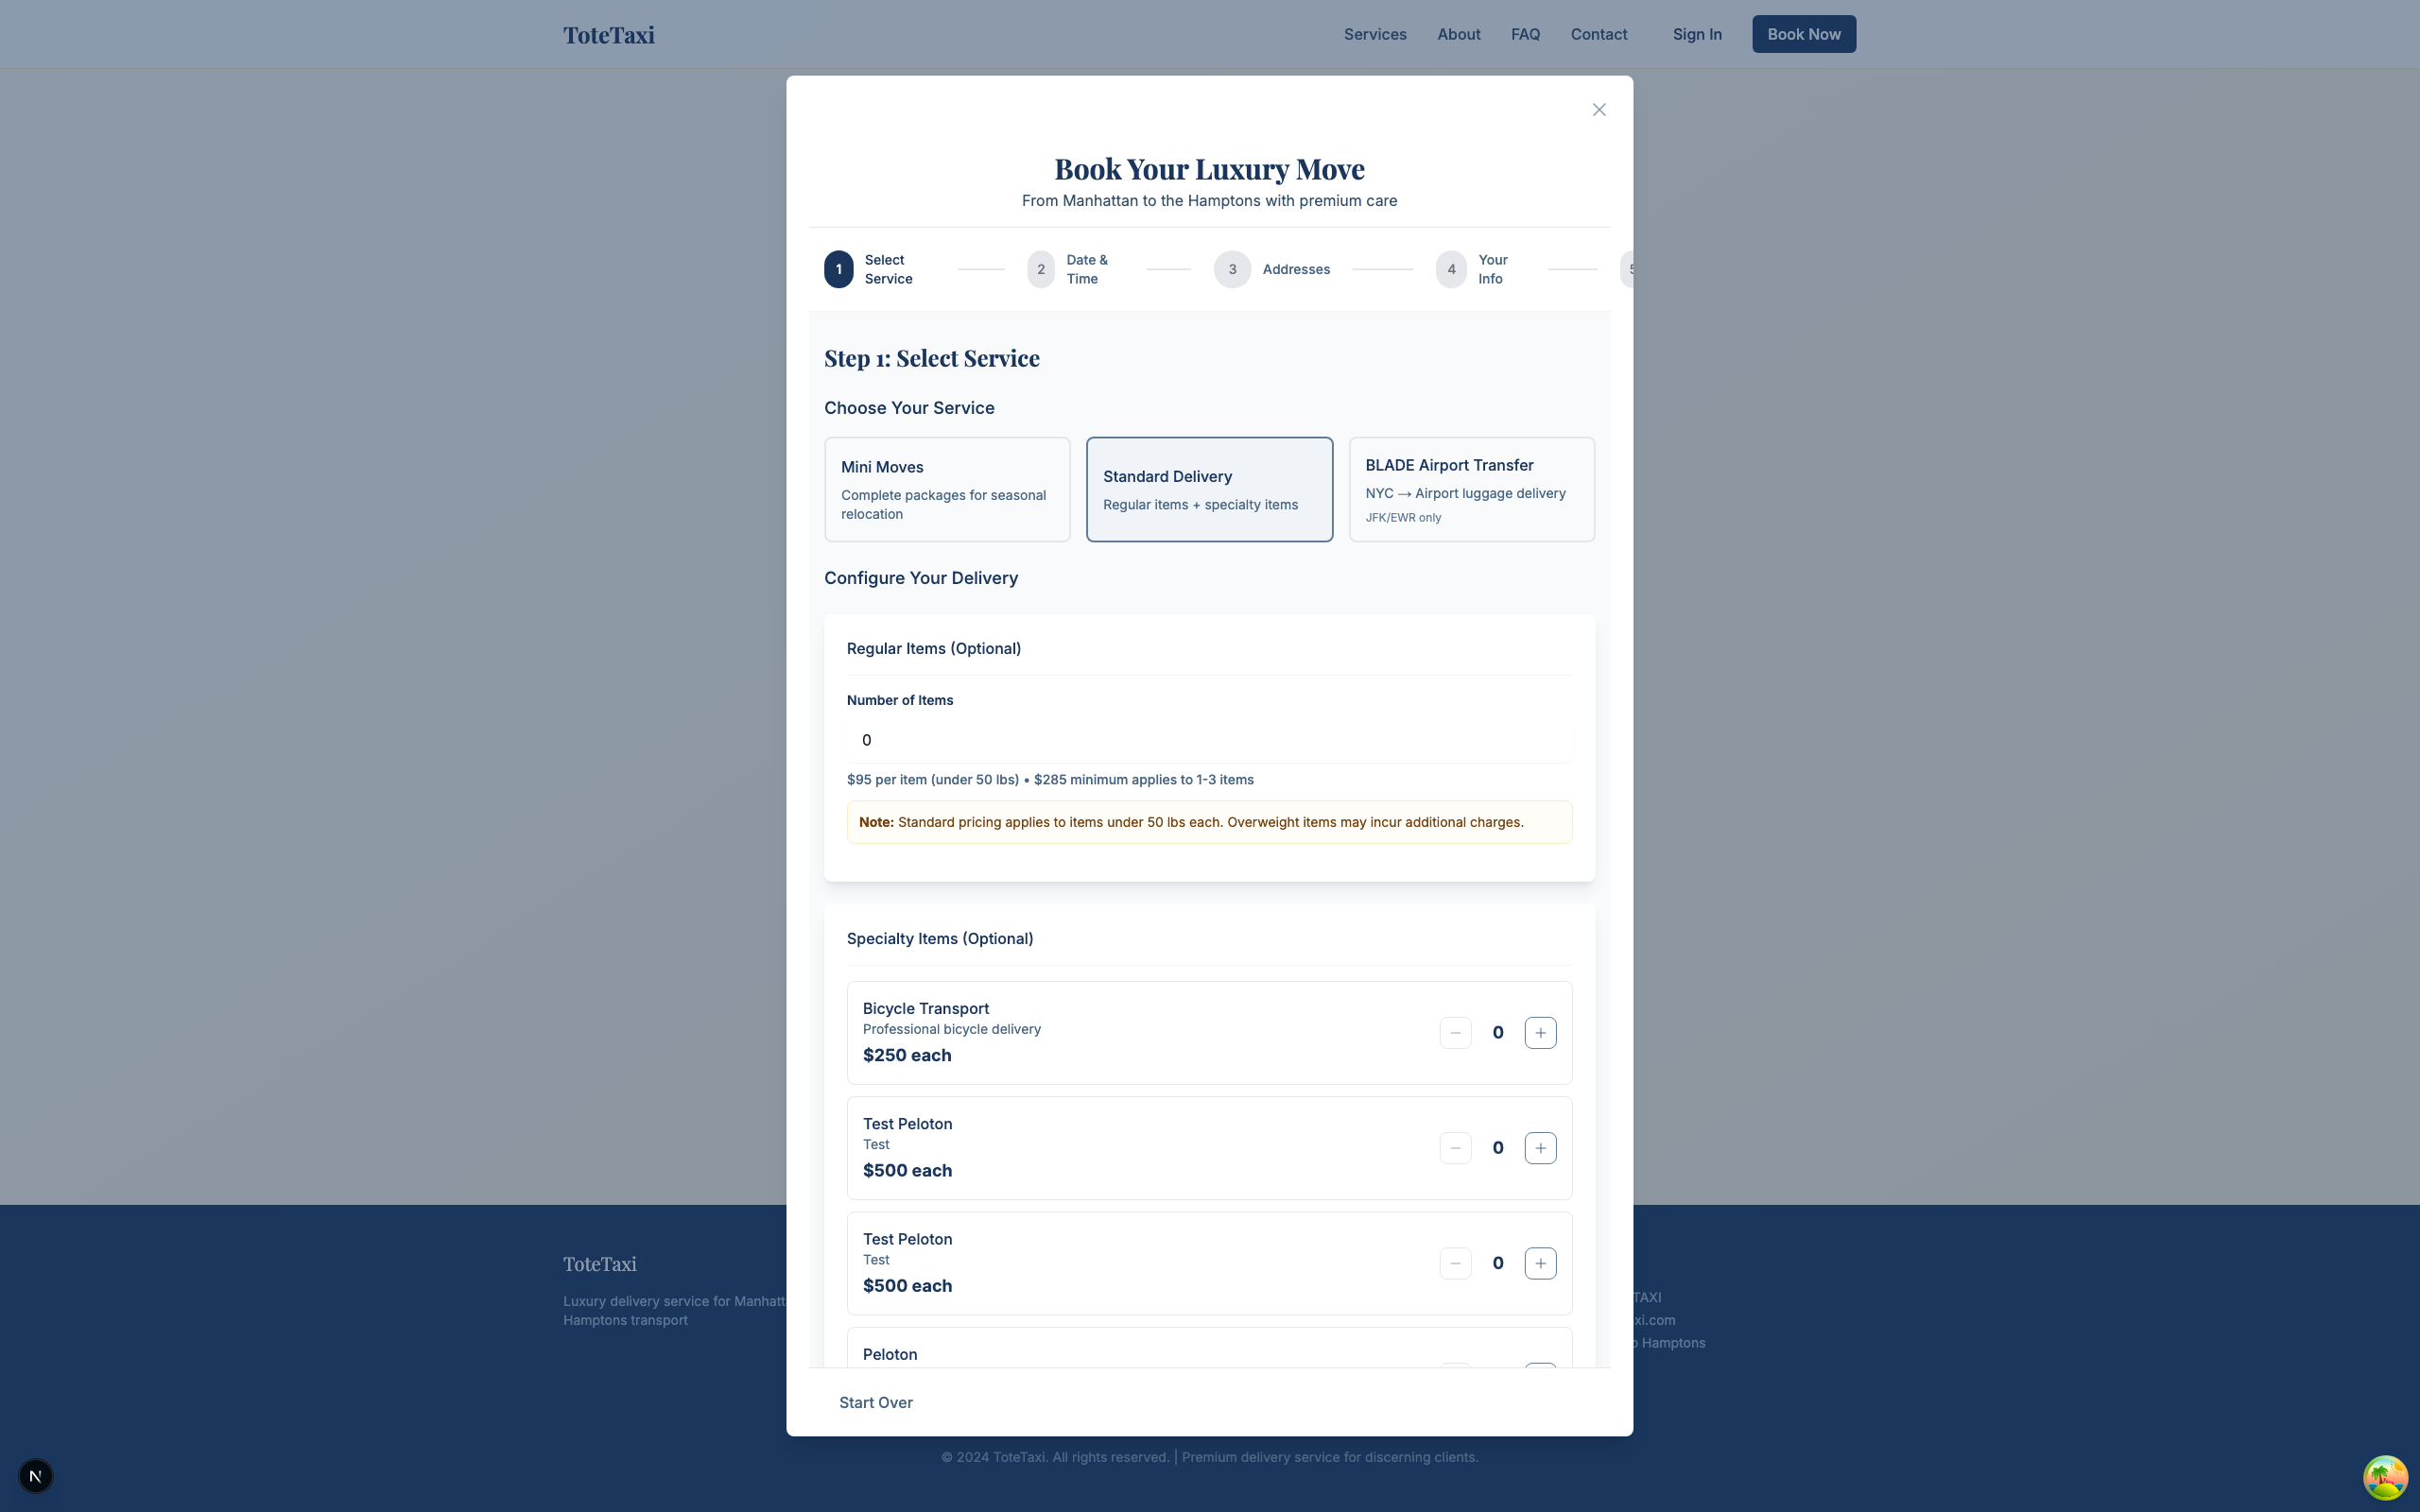 ToteTaxi
Services
About
FAQ
Contact
Sign In
Book Now
Book Your Luxury Move
From Manhattan to the Hamptons with premium care
1
Select
Service
2
Date &
Time
3
Addresses
4
Your
Info
Step 1: Select Service
Choose Your Service
Mini Moves
Complete packages for seasonal
relocation
Standard Delivery
Regular items + specialty items
BLADE Airport Transfer
NYC → Airport luggage delivery
JFK/EWR only
Configure Your Delivery
Regular Items (Optional)
Number of Items
0
$95 per item (under 50 lbs) • $285 minimum applies to 1-3 items
Note: Standard pricing applies to items under 50 lbs each. Overweight items may incur additional charges.
Specialty Items (Optional)
Bicycle Transport
Professional bicycle delivery
$250 each
− 0 +
Test Peloton
Test
$500 each
− 0 +
Test Peloton
Test
$500 each
− 0 +
Peloton
Start Over
ToteTaxi
Luxury delivery service for Manhatt
Hamptons transport
TAXI
xi.com
Hamptons
© 2024 ToteTaxi. All rights reserved. | Premium delivery service for discerning clients.
N